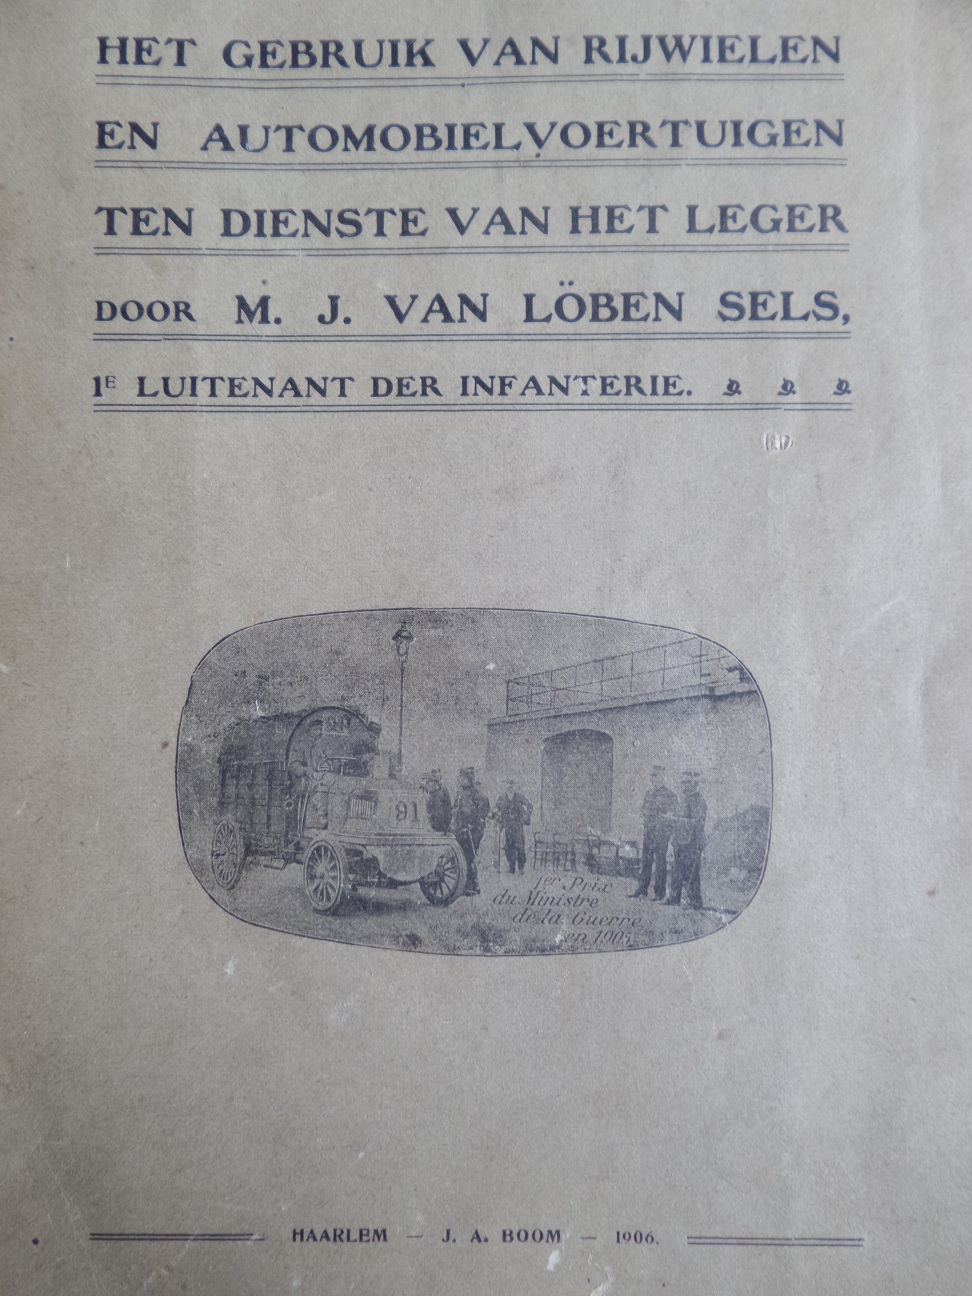 HET GEBRUIK VAN RIJWIELEN
EN AUTOMOBIELVOERTUIGEN
TEN DIENSTE VAN HET LEGER
DOOR M. J. VAN LÖBEN SELS,
1E LUITENANT DER INFANTERIE.
91
1er Prix
du Ministre
de la Guerre
en 1905
HAARLEM — J. A. BOOM — 1906.